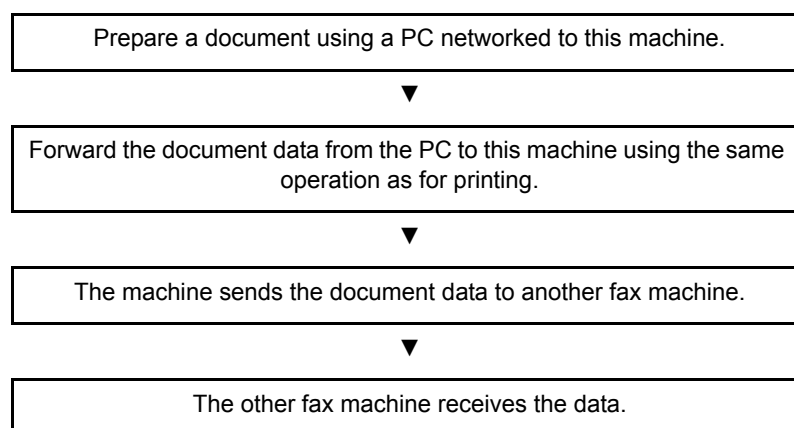 Prepare a document using a PC networked to this machine.
▼
Forward the document data from the PC to this machine using the same
operation as for printing.
▼
The machine sends the document data to another fax machine.
▼
The other fax machine receives the data.